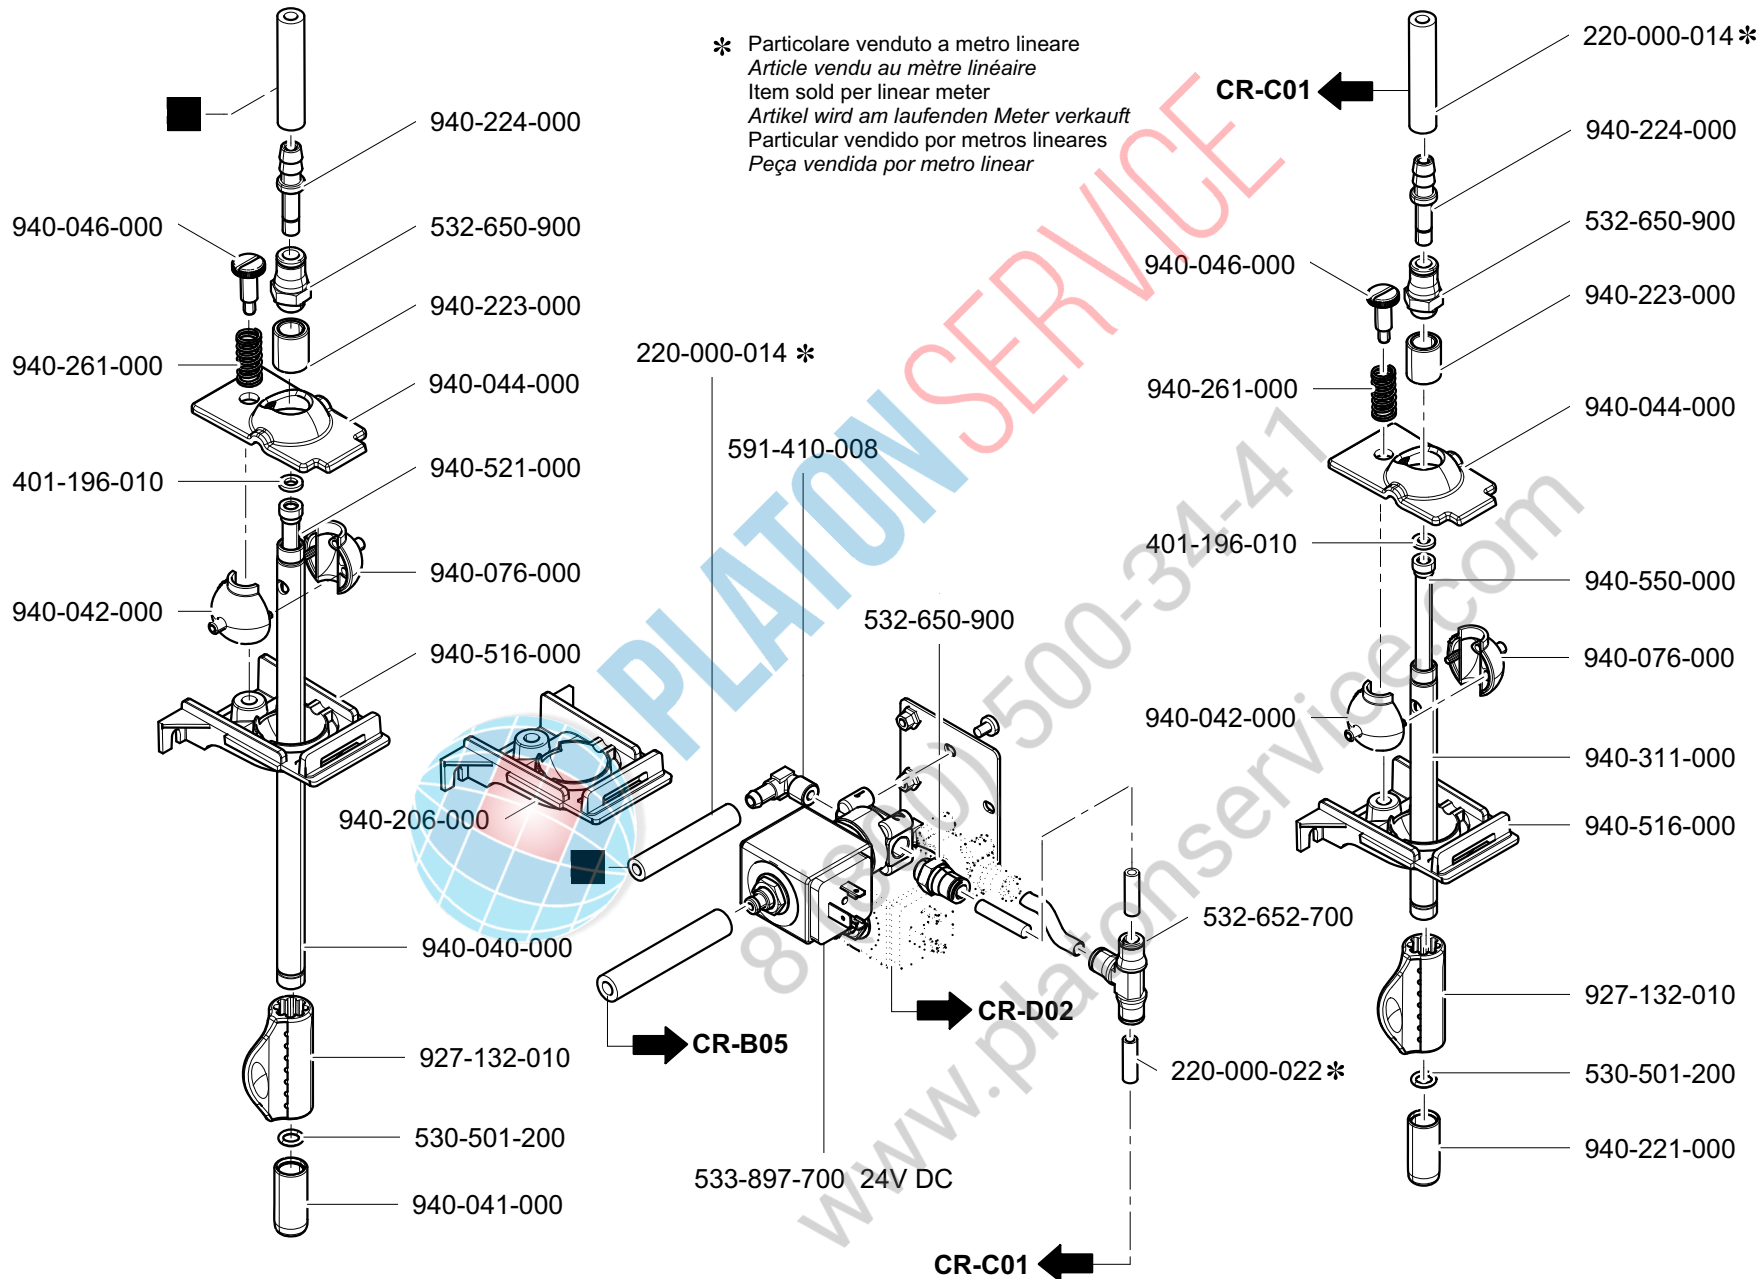 ✻ Particolare venduto a metro lineare
Article vendu au mètre linéaire
Item sold per linear meter
Artikel wird am laufenden Meter verkauft
Particular vendido por metros lineares
Peça vendida por metro linear
940-224-000
940-046-000
532-650-900
940-223-000
940-261-000
940-044-000
940-521-000
401-196-010
940-076-000
940-042-000
940-516-000
940-206-000
940-040-000
927-132-010
530-501-200
940-041-000
220-000-014 ✻
591-410-008
532-650-900
532-652-700
CR-D02
CR-B05
220-000-022 ✻
533-897-700 24V DC
CR-C01
CR-C01
220-000-014 ✻
940-224-000
532-650-900
940-046-000
940-223-000
940-261-000
940-044-000
401-196-010
940-550-000
940-076-000
940-042-000
940-311-000
940-516-000
927-132-010
530-501-200
940-221-000
PLATONSERVICE
8 (800) 500-34-41
www.platonservice.com